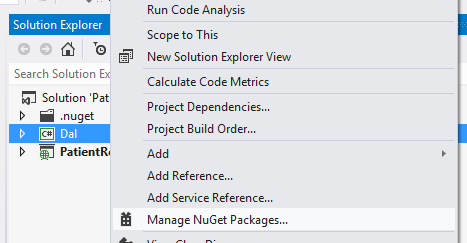 Run Code Analysis
Solution Explorer
Scope to This
New Solution Explorer View
Search Solution Ex
Calculate Code Metrics
Solution 'Pat
Project Dependencies...
.nuget
Project Build Order...
C# Dal
Add
PatientRe
Add Reference...
Add Service Reference...
Manage NuGet Packages...
View Class Di